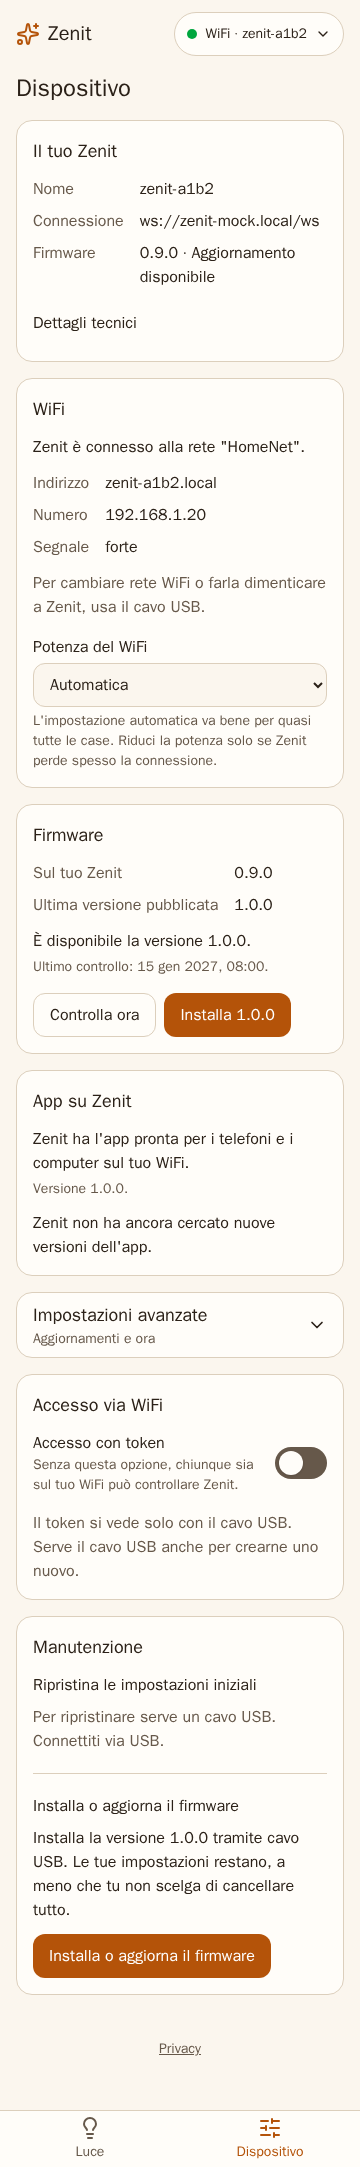 Zenit
WiFi · zenit-a1b2
Dispositivo
Il tuo Zenit
Nome zenit-a1b2
Connessione ws://zenit-mock.local/ws
Firmware 0.9.0 · Aggiornamento
disponibile
Dettagli tecnici
WiFi
Zenit è connesso alla rete "HomeNet".
Indirizzo zenit-a1b2.local
Numero 192.168.1.20
Segnale forte
Per cambiare rete WiFi o farla dimenticare
a Zenit, usa il cavo USB.
Potenza del WiFi
Automatica
L'impostazione automatica va bene per quasi
tutte le case. Riduci la potenza solo se Zenit
perde spesso la connessione.
Firmware
Sul tuo Zenit 0.9.0
Ultima versione pubblicata 1.0.0
È disponibile la versione 1.0.0.
Ultimo controllo: 15 gen 2027, 08:00.
Controlla ora Installa 1.0.0
App su Zenit
Zenit ha l'app pronta per i telefoni e i
computer sul tuo WiFi.
Versione 1.0.0.
Zenit non ha ancora cercato nuove
versioni dell'app.
Impostazioni avanzate
Aggiornamenti e ora
Accesso via WiFi
Accesso con token
Senza questa opzione, chiunque sia
sul tuo WiFi può controllare Zenit.
Il token si vede solo con il cavo USB.
Serve il cavo USB anche per crearne uno
nuovo.
Manutenzione
Ripristina le impostazioni iniziali
Per ripristinare serve un cavo USB.
Connettiti via USB.
Installa o aggiorna il firmware
Installa la versione 1.0.0 tramite cavo
USB. Le tue impostazioni restano, a
meno che tu non scelga di cancellare
tutto.
Installa o aggiorna il firmware
Privacy
Luce Dispositivo